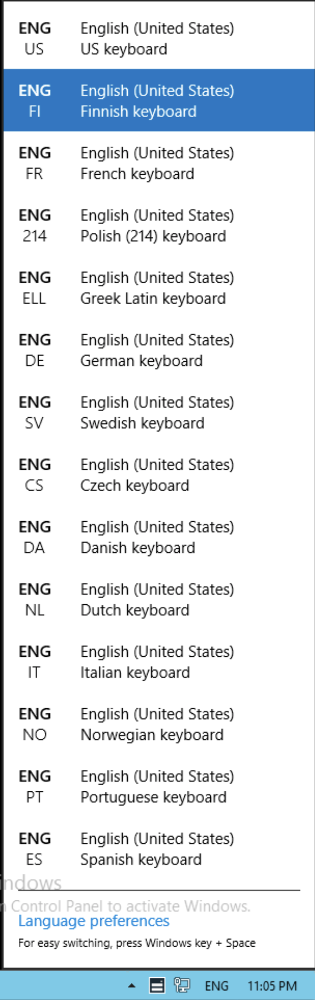 ENG English (United States)
US US keyboard
ENG English (United States)
FI Finnish keyboard
ENG English (United States)
FR French keyboard
ENG English (United States)
214 Polish (214) keyboard
ENG English (United States)
ELL Greek Latin keyboard
ENG English (United States)
DE German keyboard
ENG English (United States)
SV Swedish keyboard
ENG English (United States)
CS Czech keyboard
ENG English (United States)
DA Danish keyboard
ENG English (United States)
NL Dutch keyboard
ENG English (United States)
IT Italian keyboard
ENG English (United States)
NO Norwegian keyboard
ENG English (United States)
PT Portuguese keyboard
ENG English (United States)
ES Spanish keyboard
indows
n Control Panel to activate Windows.
Language preferences
For easy switching, press Windows key + Space
ENG 11:05 PM